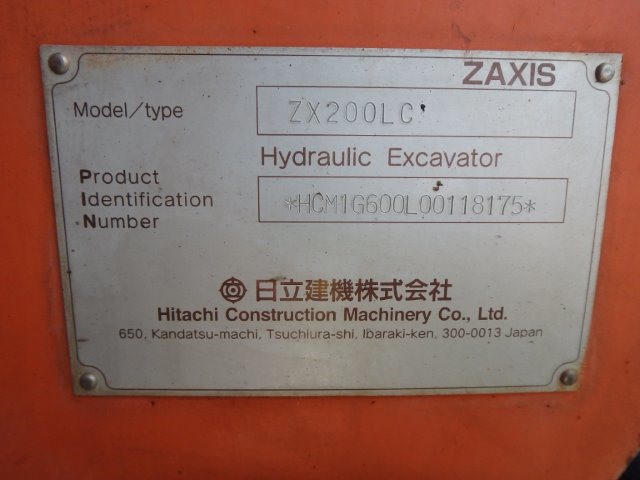 ZAXIS
Model/type ZX200LC
Hydraulic Excavator
Product
Identification
Number
*HCM1G600L00118175*
日立建機株式会社
Hitachi Construction Machinery Co., Ltd.
650, Kandatsu-machi, Tsuchiura-shi, Ibaraki-ken, 300-0013 Japan